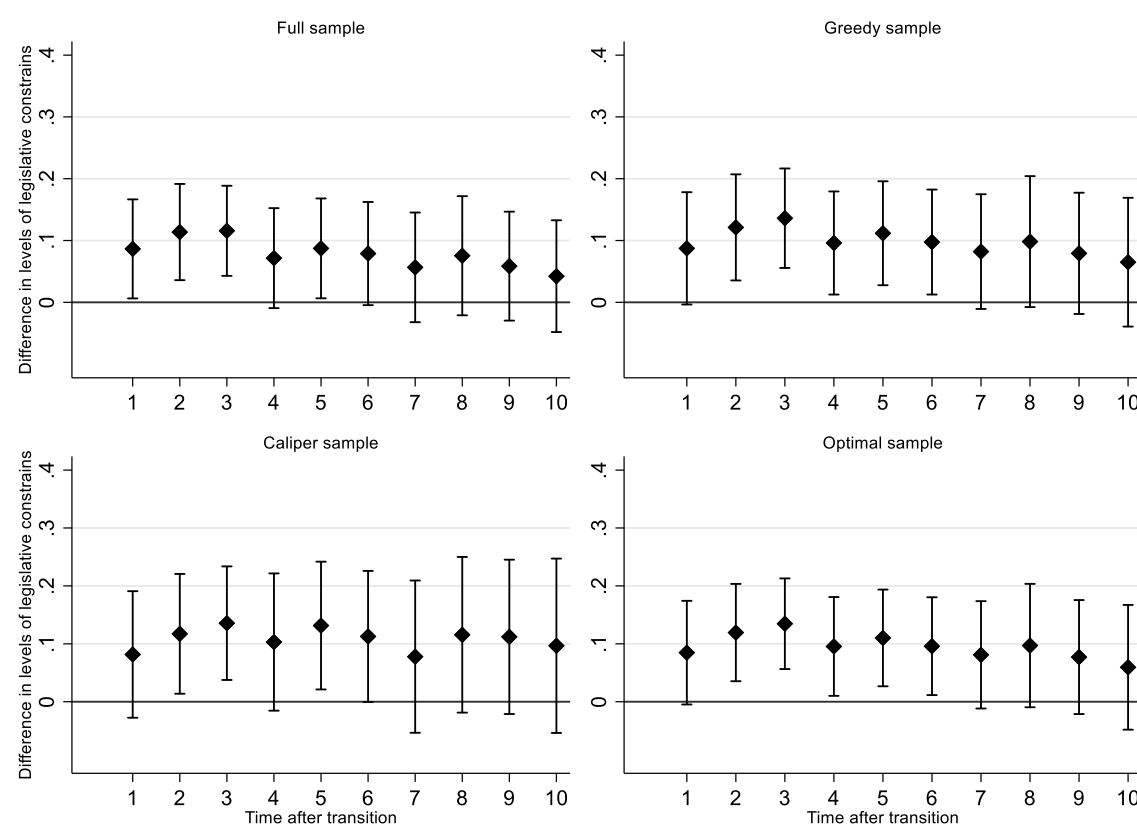 Full sample
Difference in levels of legislative constrains
.4
.3
.2
.1
0
1 2 3 4 5 6 7 8 9 10
Greedy sample
.4
.3
.2
.1
0
1 2 3 4 5 6 7 8 9 10
Caliper sample
Difference in levels of legislative constrains
.4
.3
.2
.1
0
1 2 3 4 5 6 7 8 9 10
Time after transition
Optimal sample
.4
.3
.2
.1
0
1 2 3 4 5 6 7 8 9 10
Time after transition